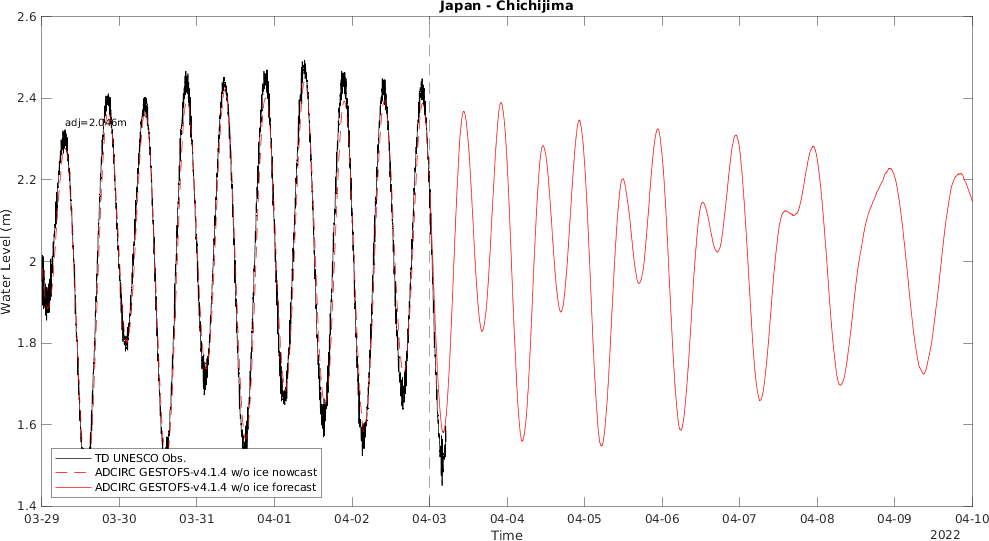 Japan - Chichijima
2.6
2.4
2.2
2
1.8
1.6
1.4
Water Level (m)
adj=2.046m
TD UNESCO Obs.
ADCIRC GESTOFS-v4.1.4 w/o ice nowcast
ADCIRC GESTOFS-v4.1.4 w/o ice forecast
03-29 03-30 03-31 04-01 04-02 04-03 04-04 04-05 04-06 04-07 04-08 04-09 04-10
Time
2022